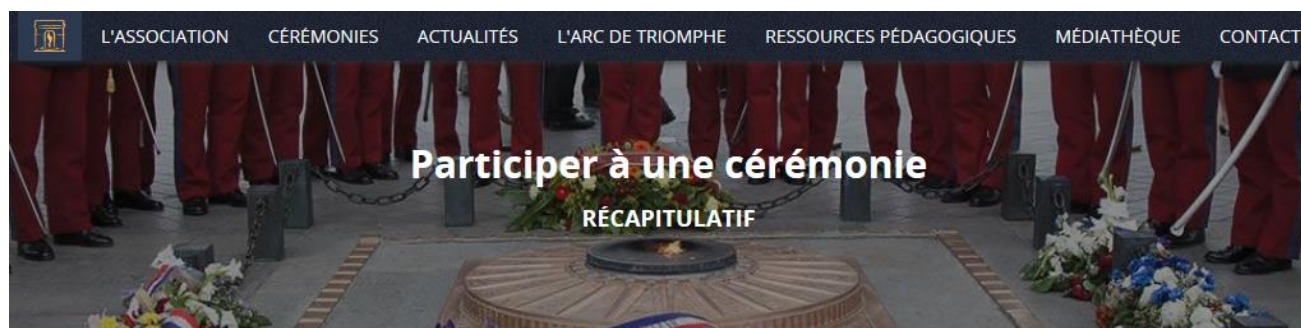 L'ASSOCIATION CÉRÉMONIES ACTUALITÉS L'ARC DE TRIOMPHE RESSOURCES PÉDAGOGIQUES MÉDIATHÈQUE CONTACT
Participer à une cérémonie
RÉCAPITULATIF